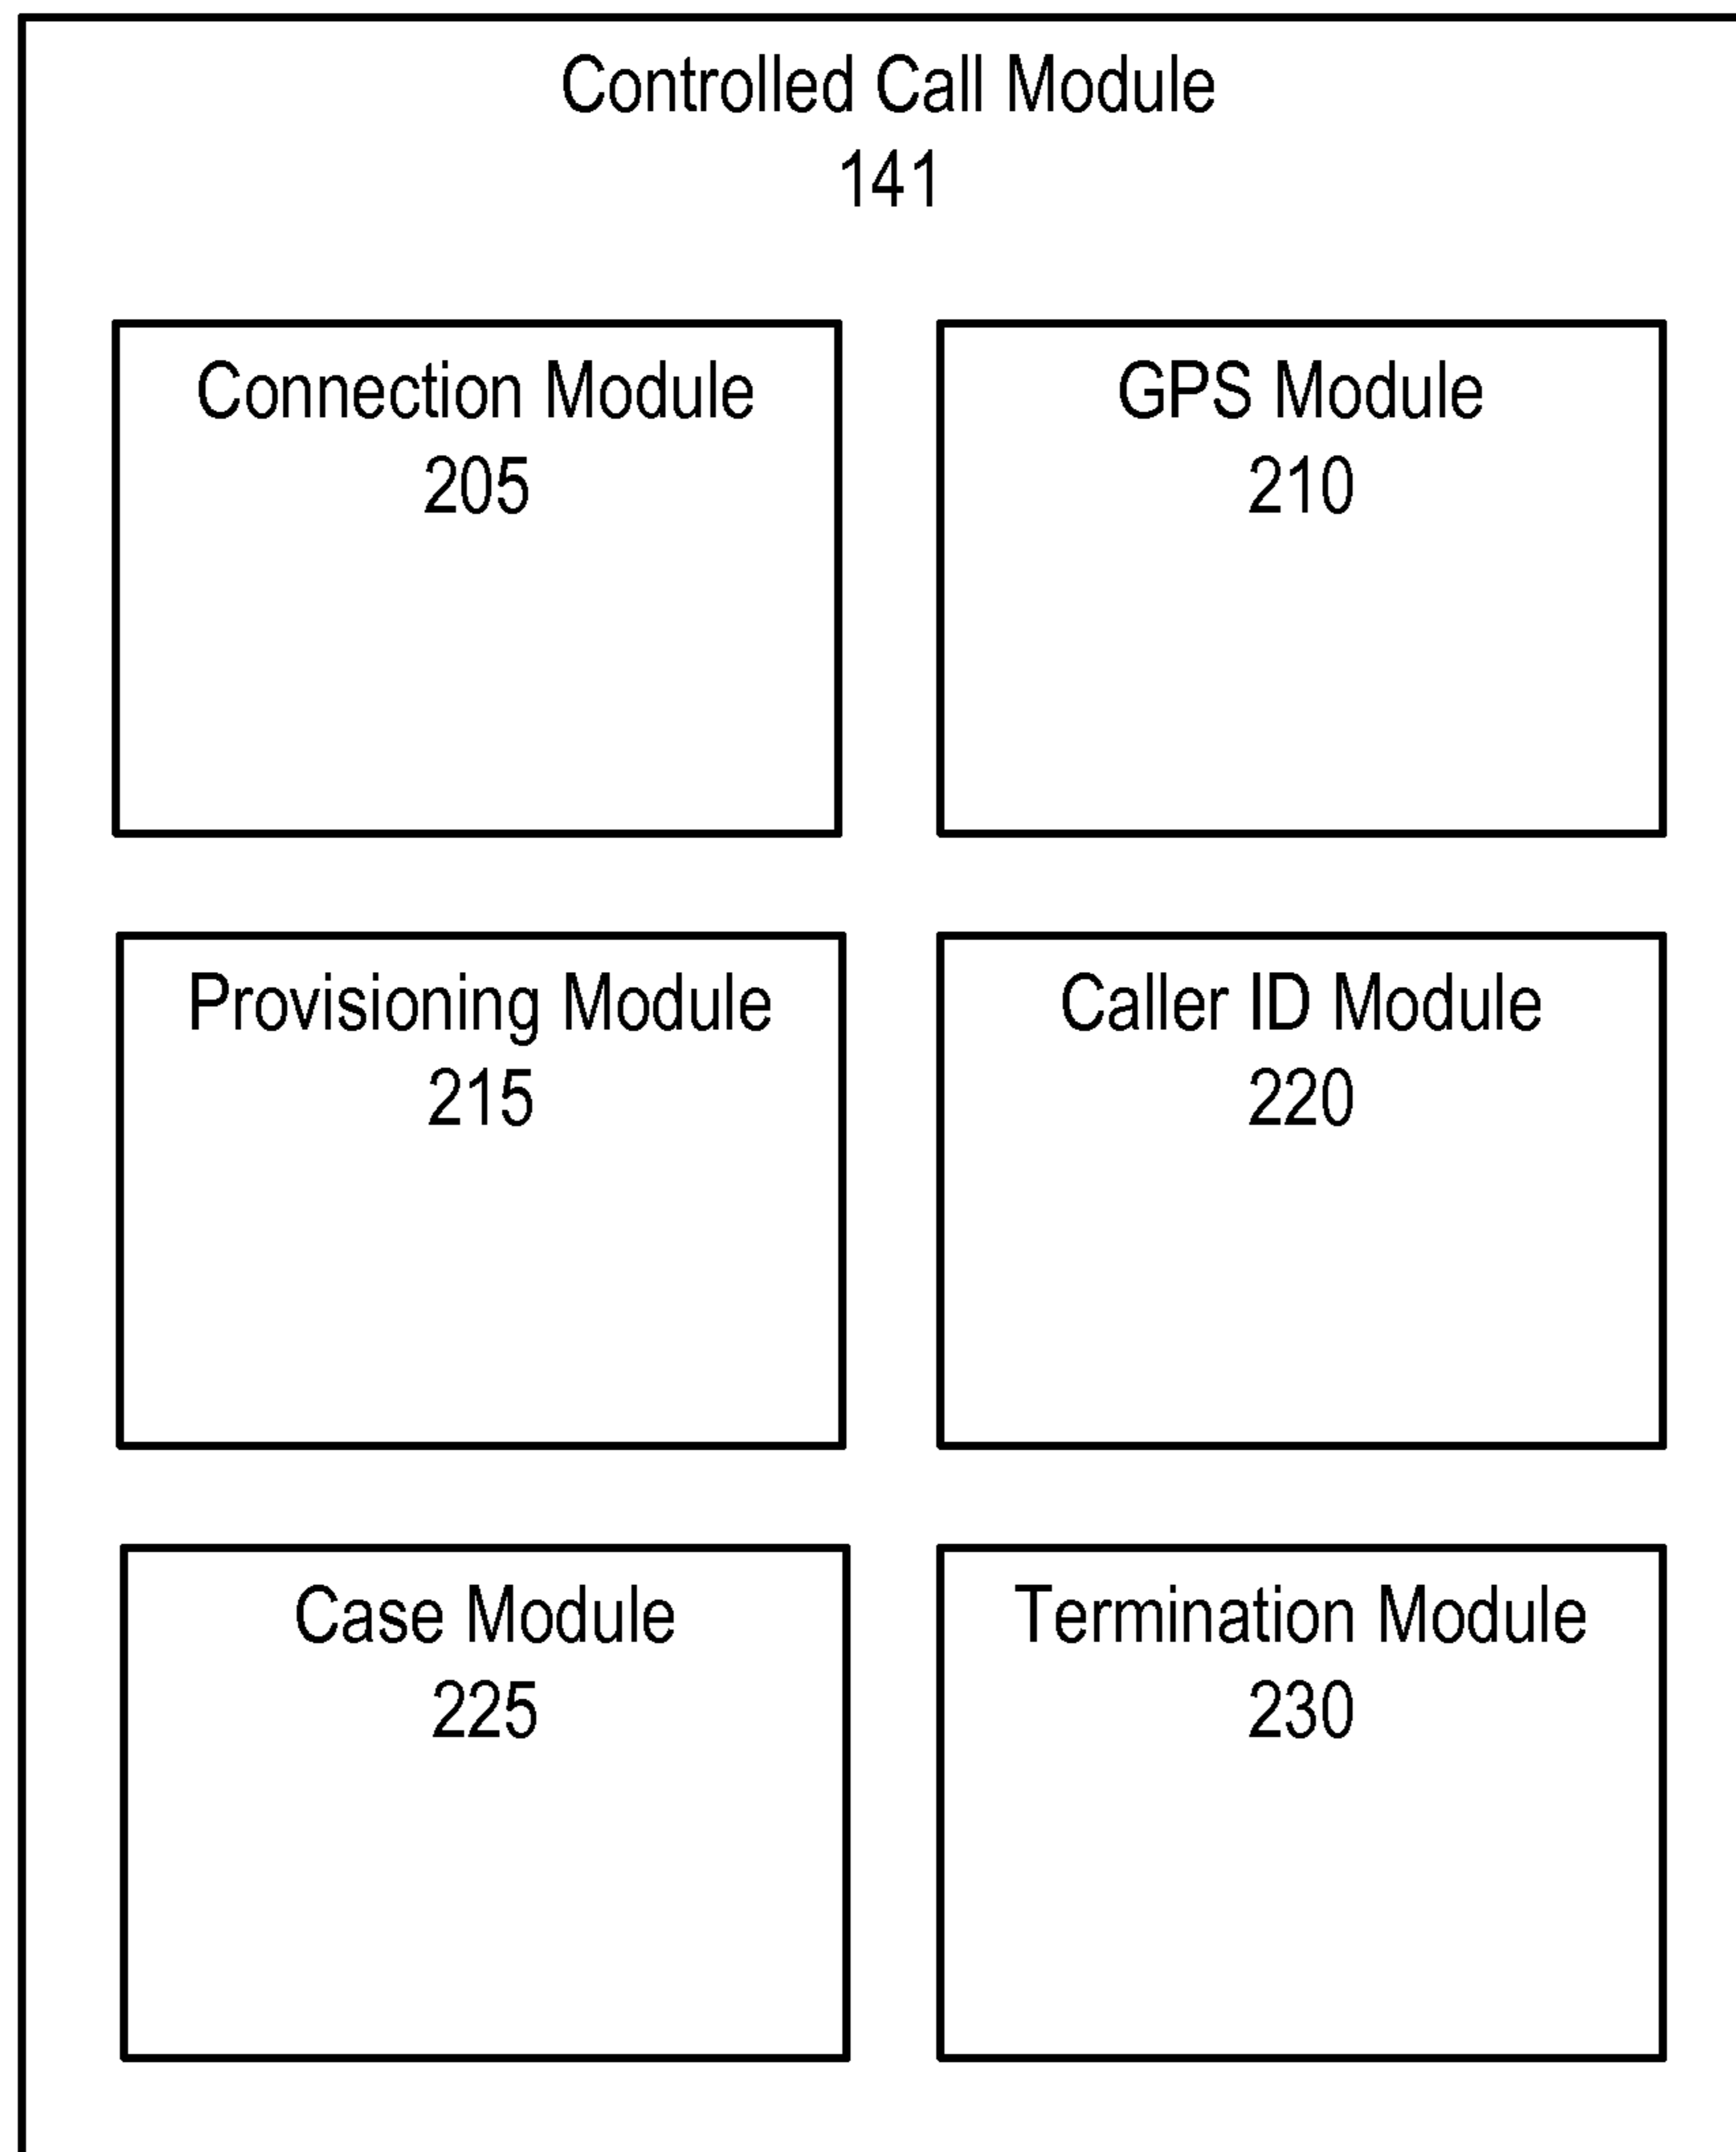 Controlled Call Module
141
Connection Module
205
GPS Module
210
Provisioning Module
215
Caller ID Module
220
Case Module
225
Termination Module
230